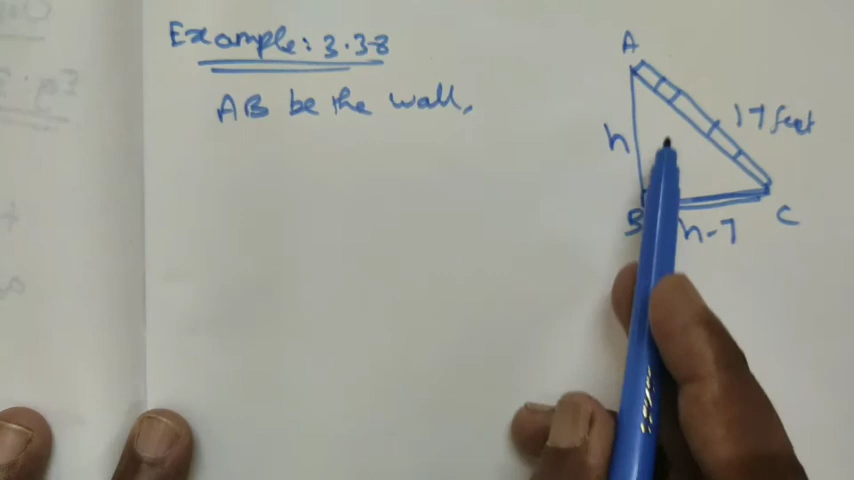 Example: 3.38
AB be the wall,
A
h
17 feet
B
h-7
C